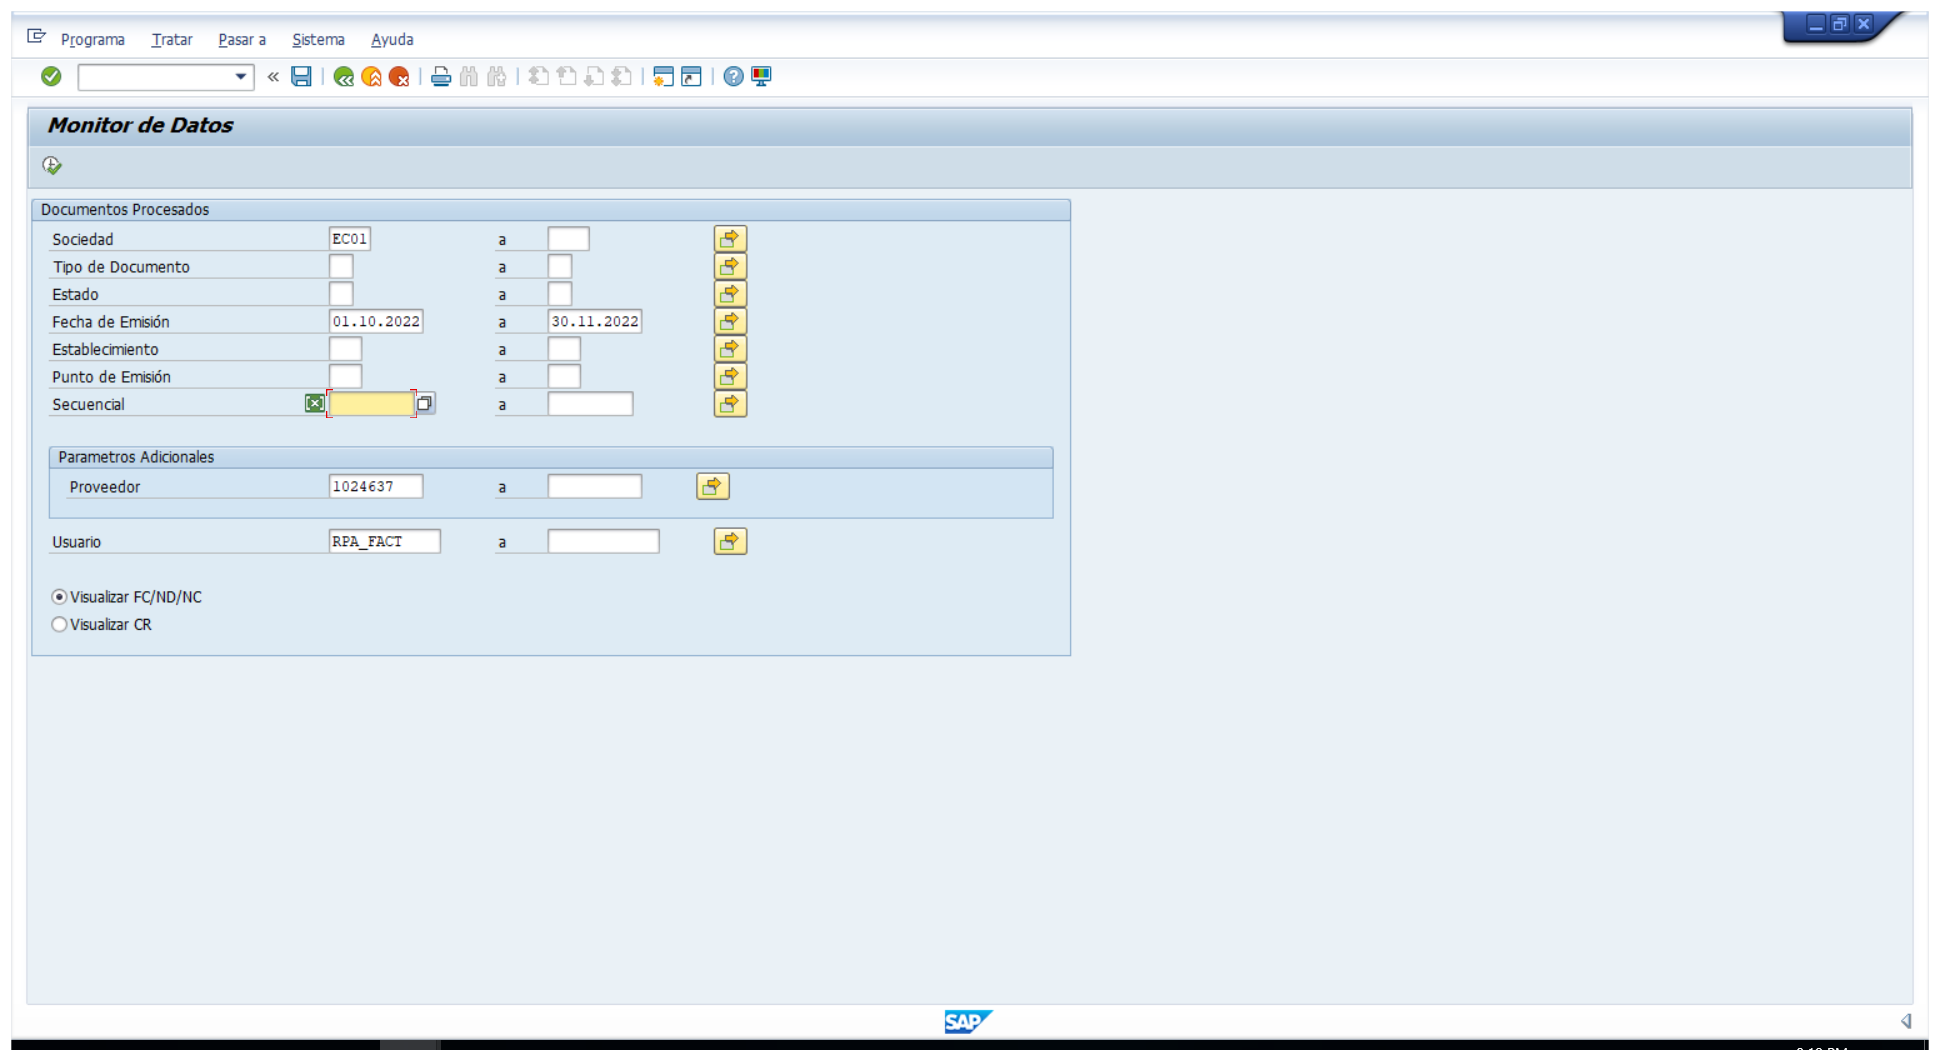 Programa Tratar Pasar a Sistema Ayuda
Monitor de Datos
Documentos Procesados
Sociedad EC01 a
Tipo de Documento a
Estado a
Fecha de Emisión 01.10.2022 a 30.11.2022
Establecimiento a
Punto de Emisión a
Secuencial a
Parametros Adicionales
Proveedor 1024637 a
Usuario RPA_FACT a
Visualizar FC/ND/NC
Visualizar CR
SAP